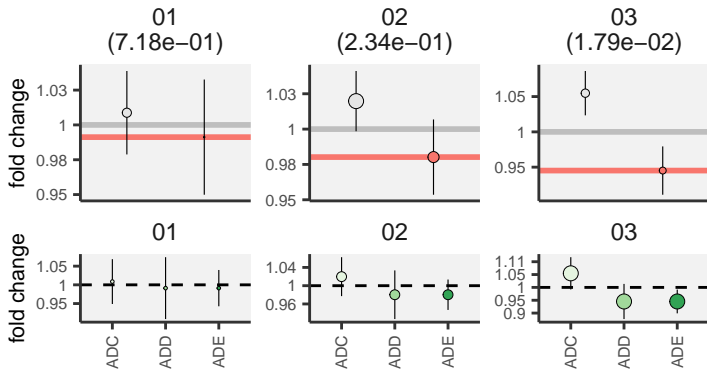 01
(7.18e−01)
02
(2.34e−01)
03
(1.79e−02)
fold change
1.03
1
0.98
0.95
1.03
1
0.98
0.95
1.05
1
0.95
01
02
03
fold change
1.05
1
0.95
1.04
1
0.96
1.11
1.05
1
0.95
0.9
ADC
ADD
ADE
ADC
ADD
ADE
ADC
ADD
ADE